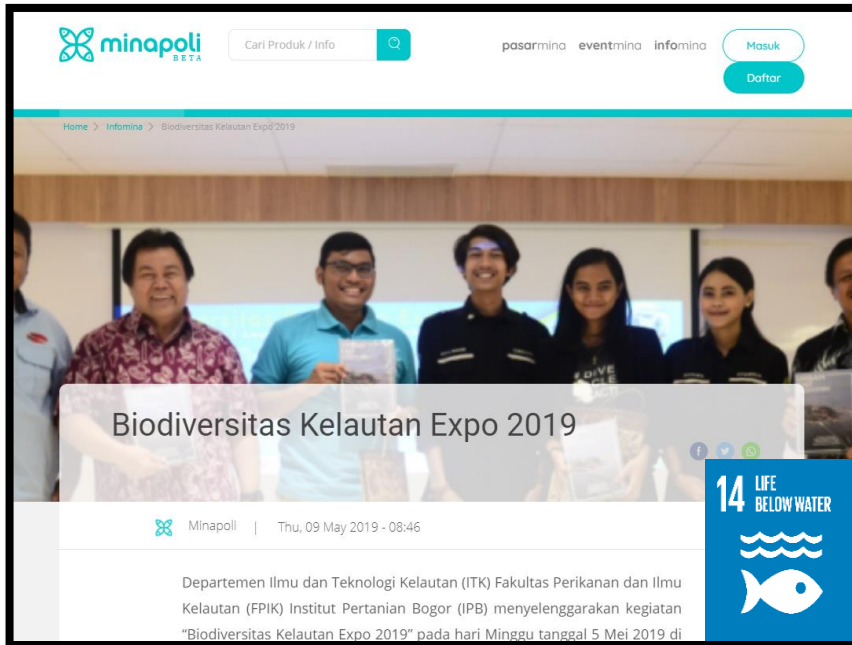 minapoli
BETA
Cari Produk / Info
pasarmina eventmina infomina
Masuk
Daftar
Home > Infomina > Biodiversitas Kelautan Expo 2019
Biodiversitas Kelautan Expo 2019
14 LIFE
BELOW WATER
Minapoli | Thu, 09 May 2019 - 08:46
Departemen Ilmu dan Teknologi Kelautan (ITK) Fakultas Perikanan dan Ilmu
Kelautan (FPIK) Institut Pertanian Bogor (IPB) menyelenggarakan kegiatan
“Biodiversitas Kelautan Expo 2019” pada hari Minggu tanggal 5 Mei 2019 di